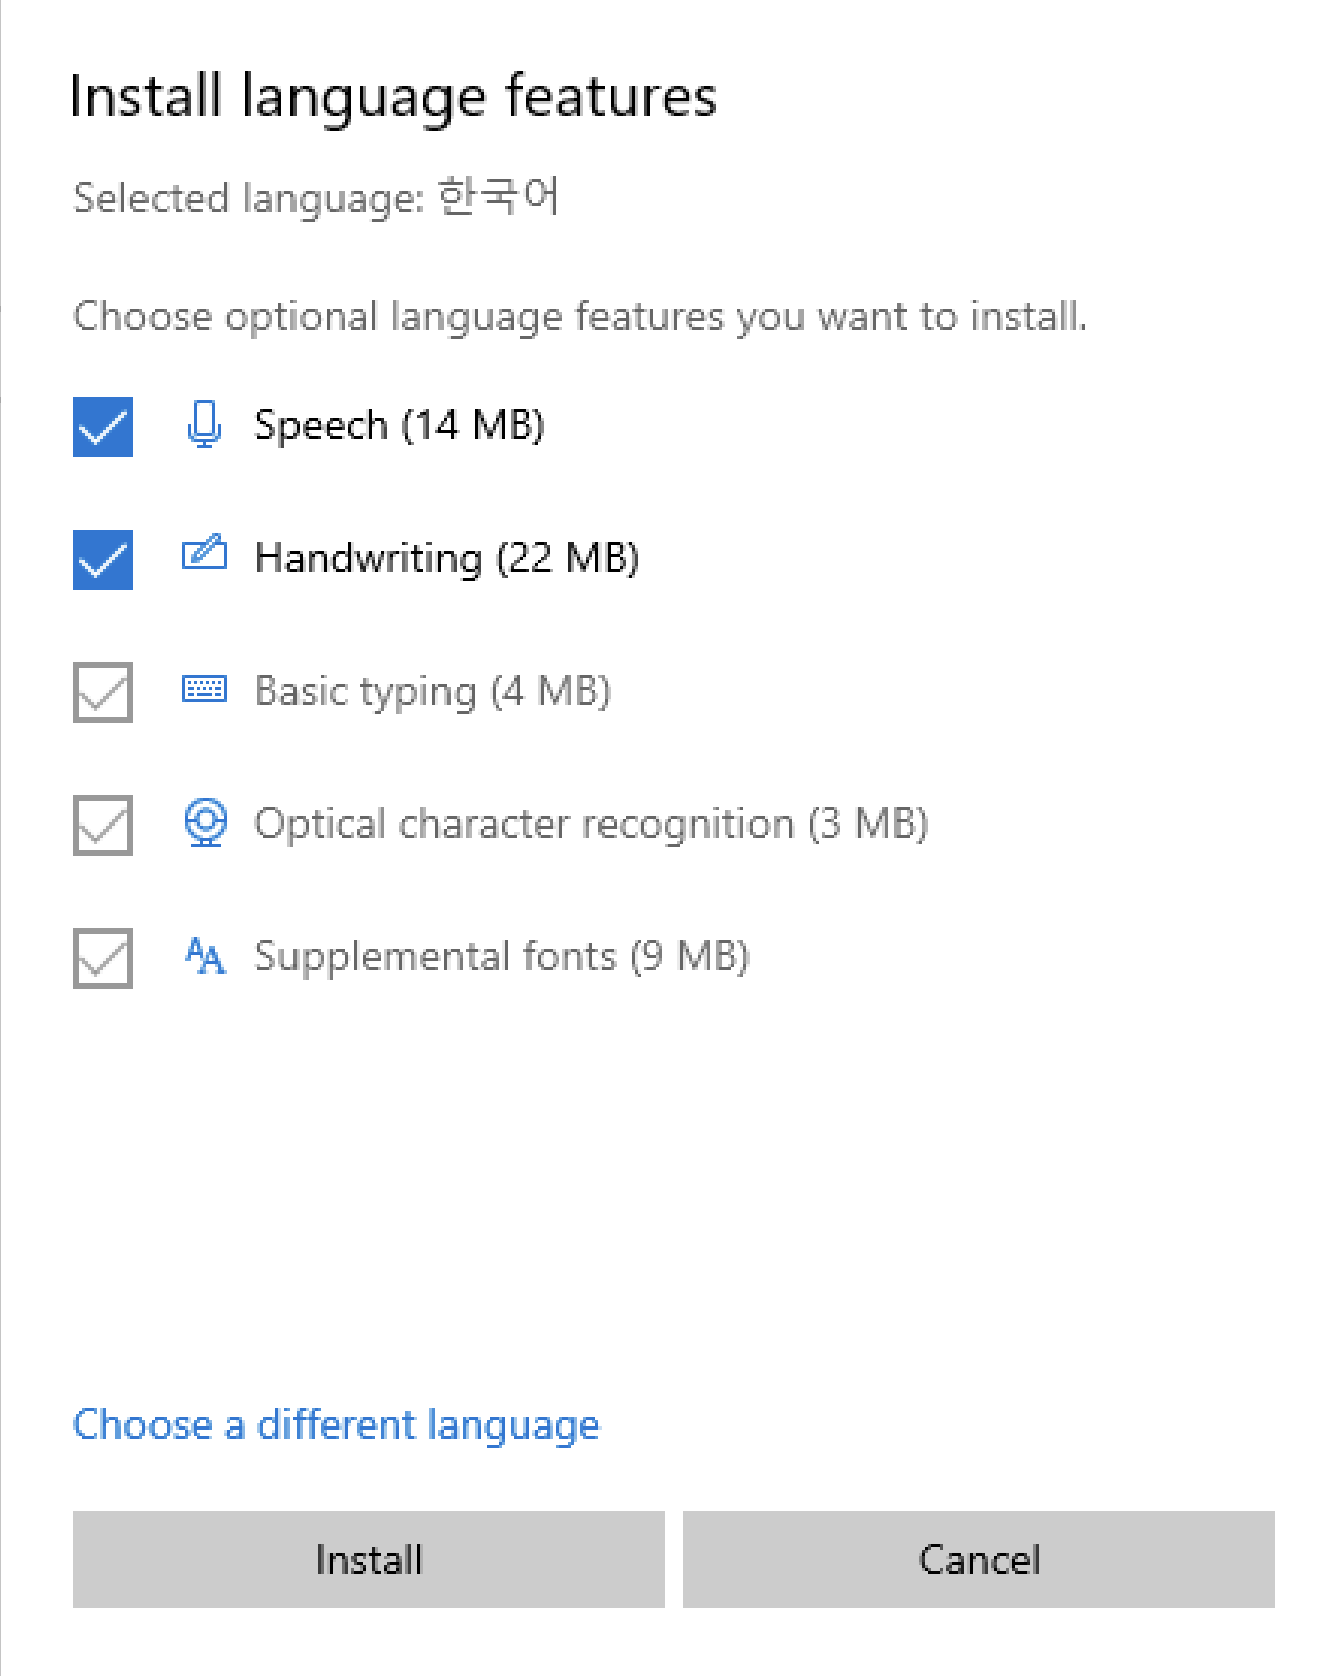 Install language features
Selected language: 한국어
Choose optional language features you want to install.
Speech (14 MB)
Handwriting (22 MB)
Basic typing (4 MB)
Optical character recognition (3 MB)
Supplemental fonts (9 MB)
Choose a different language
Install
Cancel